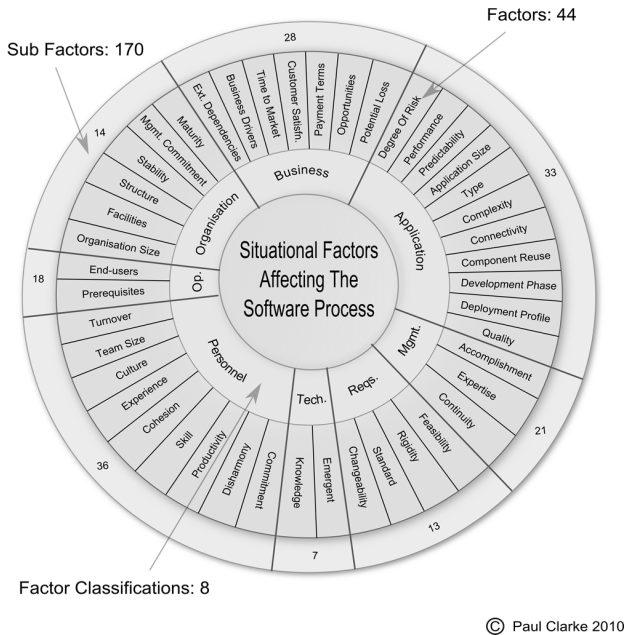 Factors: 44
Sub Factors: 170
Situational Factors
Affecting The
Software Process
Business
28
Ext. Dependencies
Business Drivers
Time to Market
Customer Satisfn.
Payment Terms
Opportunities
Potential Loss
Application
33
Degree Of Risk
Performance
Predictability
Application Size
Type
Complexity
Connectivity
Component Reuse
Development Phase
Deployment Profile
Quality
Mgmt.
21
Accomplishment
Expertise
Continuity
Reqs.
13
Feasibility
Rigidity
Standard
Changeability
Tech.
7
Emergent
Knowledge
Personnel
36
Commitment
Disharmony
Productivity
Skill
Cohesion
Experience
Culture
Team Size
Turnover
Op.
18
Prerequisites
End-users
Organisation
14
Organisation Size
Facilities
Structure
Stability
Mgmt. Commitment
Maturity
Factor Classifications: 8
© Paul Clarke 2010